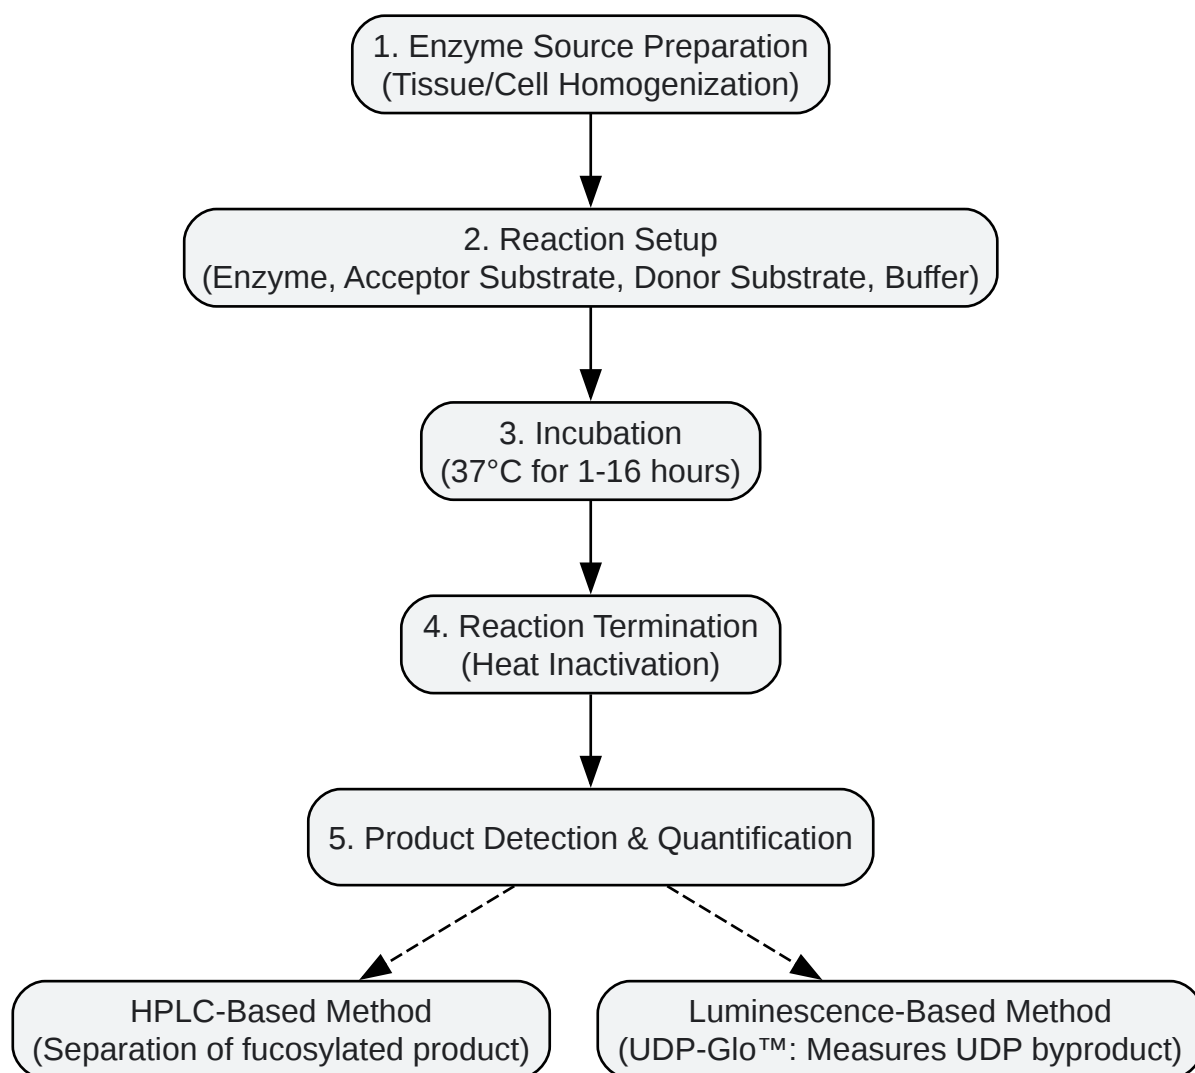 1. Enzyme Source Preparation
(Tissue/Cell Homogenization)
2. Reaction Setup
(Enzyme, Acceptor Substrate, Donor Substrate, Buffer)
3. Incubation
(37°C for 1-16 hours)
4. Reaction Termination
(Heat Inactivation)
5. Product Detection & Quantification
HPLC-Based Method
(Separation of fucosylated product)
Luminescence-Based Method
(UDP-Glo™: Measures UDP byproduct)